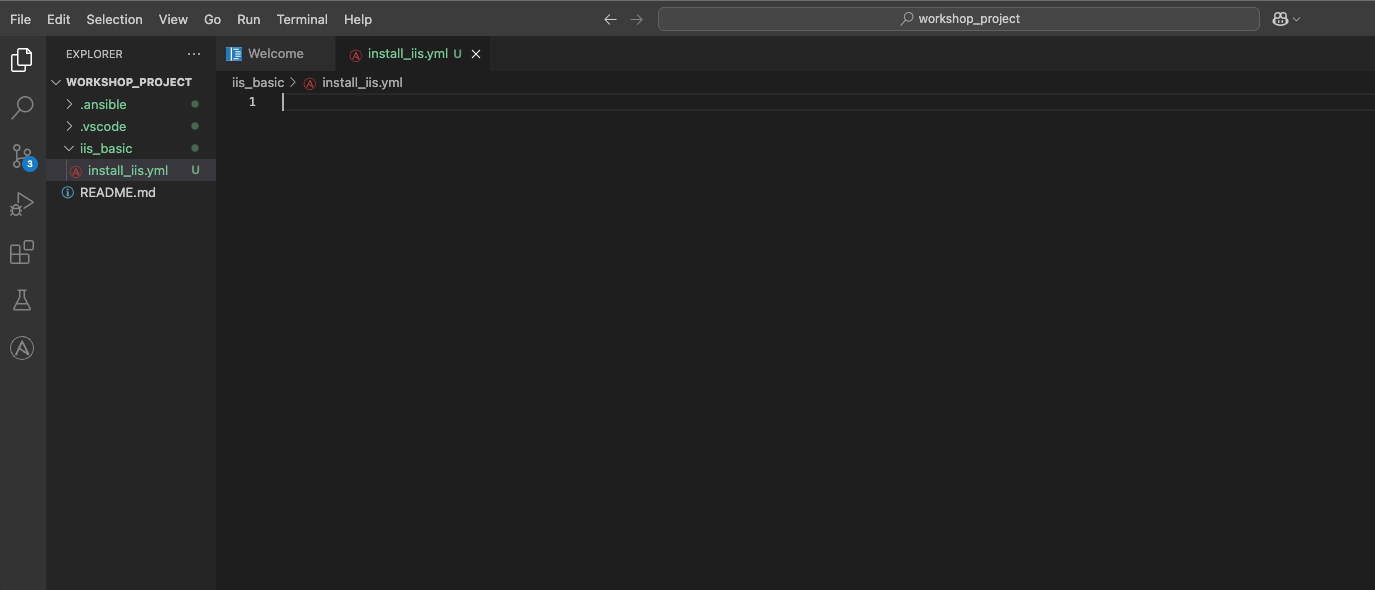 File Edit Selection View Go Run Terminal Help workshop_project
EXPLORER ··· Welcome install_iis.yml U
WORKSHOP_PROJECT iis_basic > install_iis.yml
.ansible 1
.vscode
iis_basic
3 install_iis.yml U
README.md